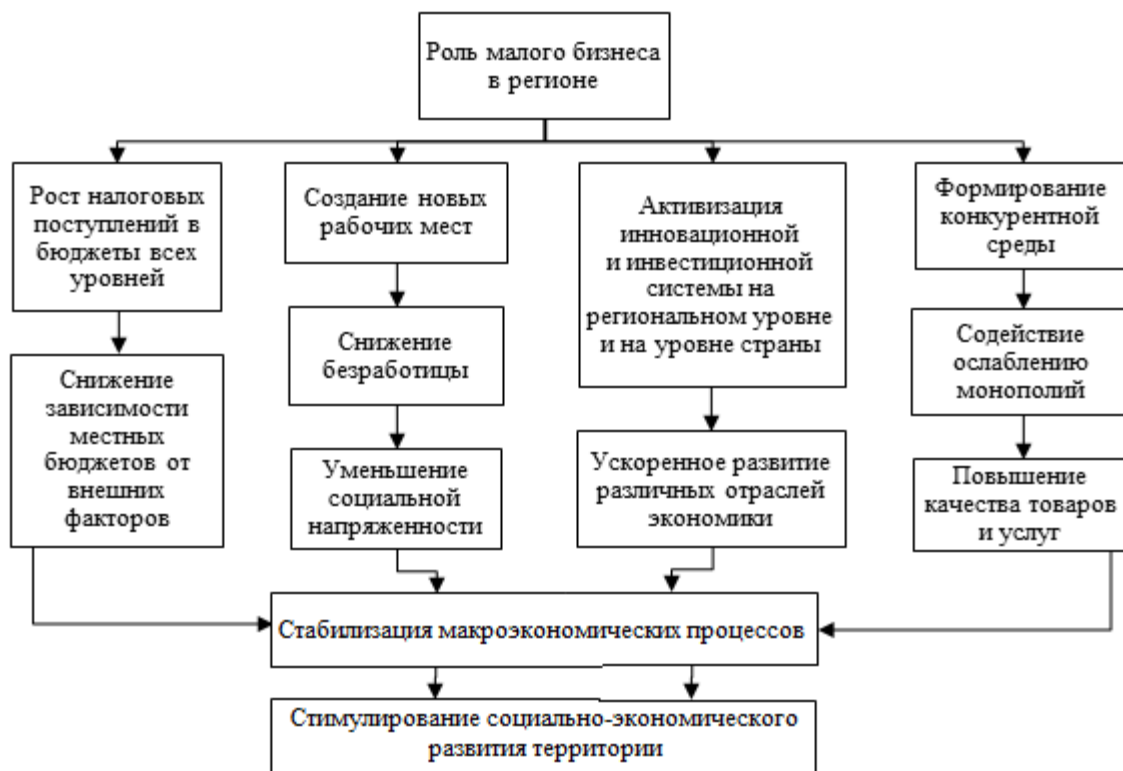 Роль малого бизнеса
в регионе
Рост налоговых
поступлений в
бюджеты всех
уровней
Снижение
зависимости
местных
бюджетов от
внешних
факторов
Создание новых
рабочих мест
Снижение
безработицы
Уменьшение
социальной
напряженности
Активизация
инновационной
и инвестиционной
системы на
региональном уровне
и на уровне страны
Ускоренное развитие
различных отраслей
экономики
Формирование
конкурентной
среды
Содействие
ослаблению
монополий
Повышение
качества товаров
и услуг
Стабилизация макроэкономических процессов
Стимулирование социально-экономического
развития территории